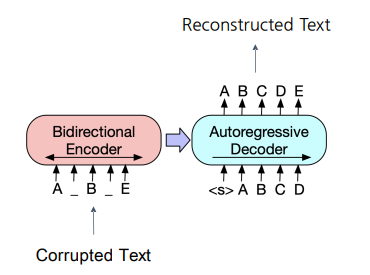 Reconstructed Text
A B C D E
Bidirectional
Encoder
Autoregressive
Decoder
A _ B _ E
<s> A B C D
Corrupted Text